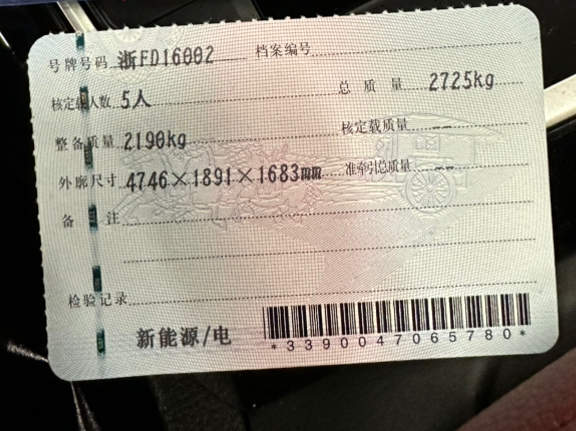 号牌号码 浙FD16002 档案编号
核定载人数 5人 总质量 2725kg
整备质量 2190kg 核定载质量 --
外廓尺寸 4746×1891×1683mm 准牵引总质量 --
备注
检验记录
新能源/电
*3390047065780*